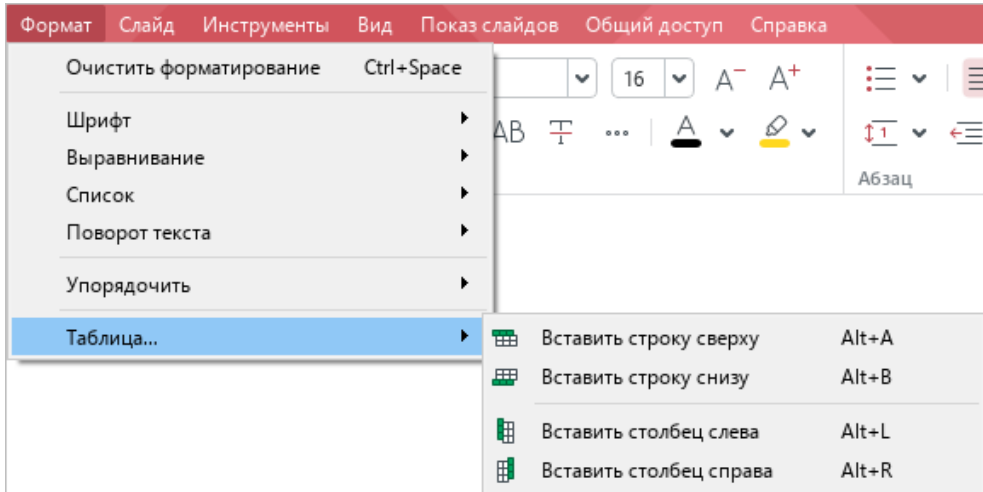 Формат Слайд Инструменты Вид Показ слайдов Общий доступ Справка
Очистить форматирование Ctrl+Space
16 A− A+
Шрифт
АВ Т ... A
1
Выравнивание
Абзац
Список
Поворот текста
Упорядочить
Таблица...
Вставить строку сверху Alt+A
Вставить строку снизу Alt+B
Вставить столбец слева Alt+L
Вставить столбец справа Alt+R